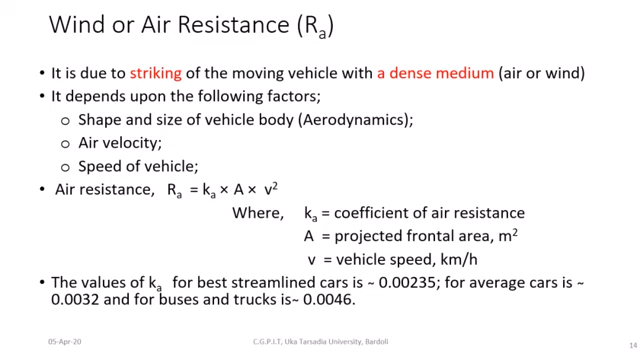 Wind or Air Resistance (Rₐ)
• It is due to striking of the moving vehicle with a dense medium (air or wind)
• It depends upon the following factors;
o Shape and size of vehicle body (Aerodynamics);
o Air velocity;
o Speed of vehicle;
• Air resistance, Rₐ = kₐ × A × v²
Where, kₐ = coefficient of air resistance
A = projected frontal area, m²
v = vehicle speed, km/h
• The values of kₐ for best streamlined cars is ~ 0.00235; for average cars is ~
0.0032 and for buses and trucks is~ 0.0046.
05-Apr-20 C.G.P.I.T, Uka Tarsadia University, Bardoli 14